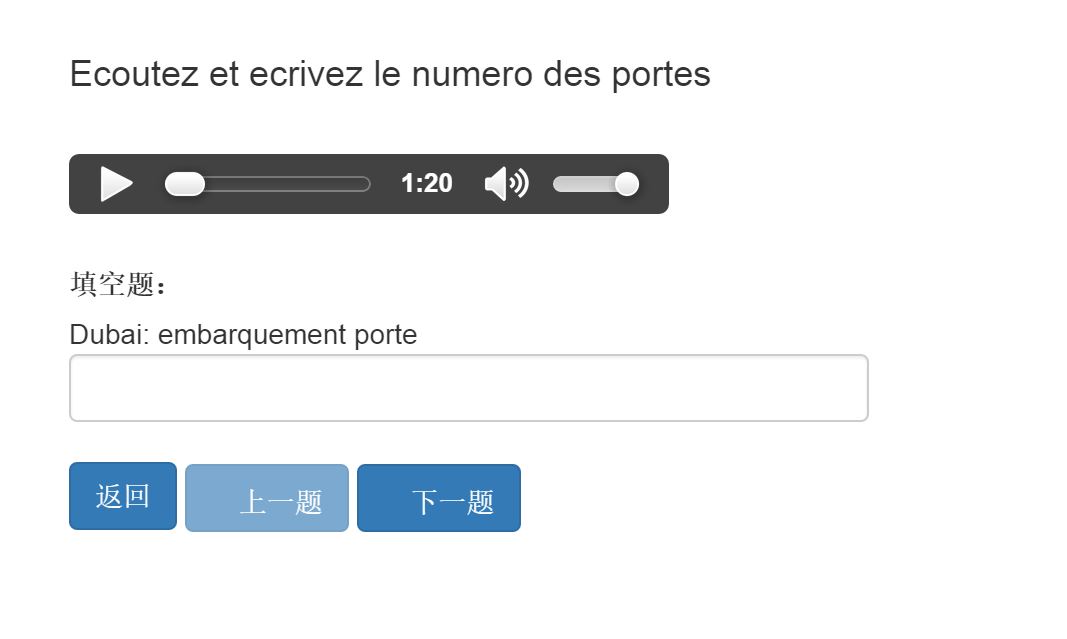 Ecoutez et ecrivez le numero des portes
1:20
填空题：
Dubai: embarquement porte
返回 上一题 下一题